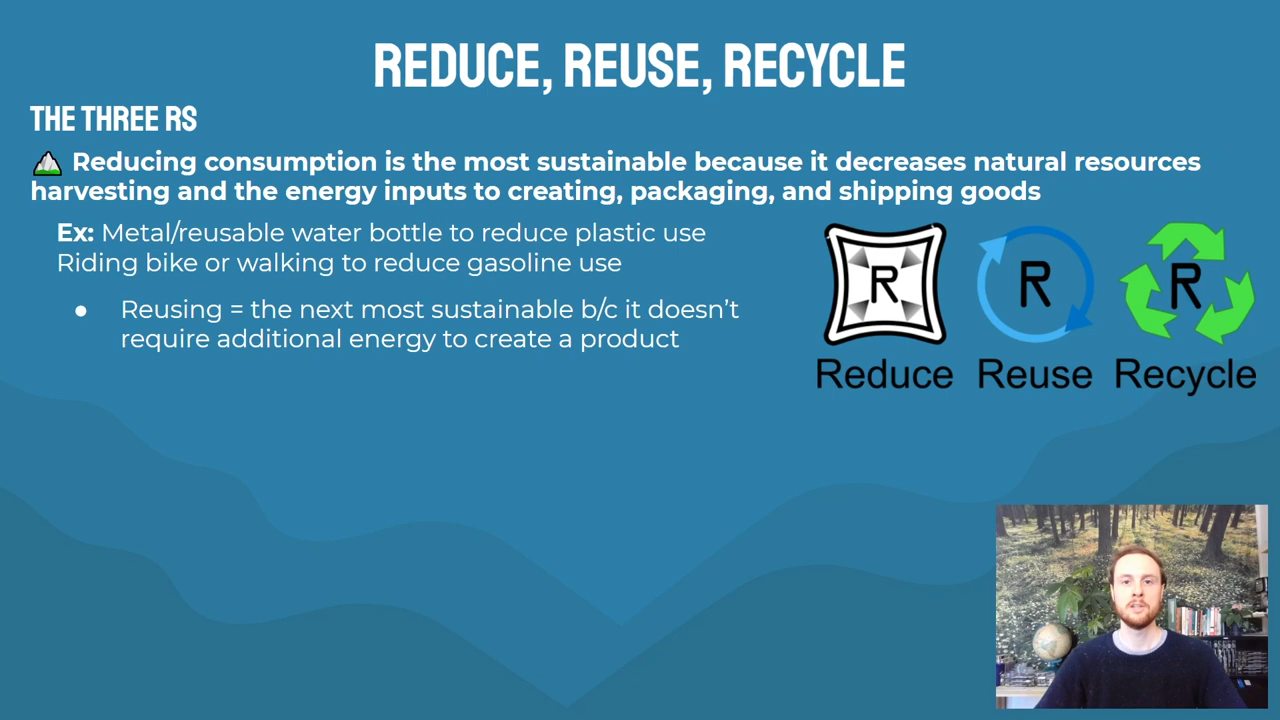 REDUCE, REUSE, RECYCLE
THE THREE RS
Reducing consumption is the most sustainable because it decreases natural resources
harvesting and the energy inputs to creating, packaging, and shipping goods
Ex: Metal/reusable water bottle to reduce plastic use
Riding bike or walking to reduce gasoline use
● Reusing = the next most sustainable b/c it doesn’t
require additional energy to create a product
R R R
Reduce Reuse Recycle